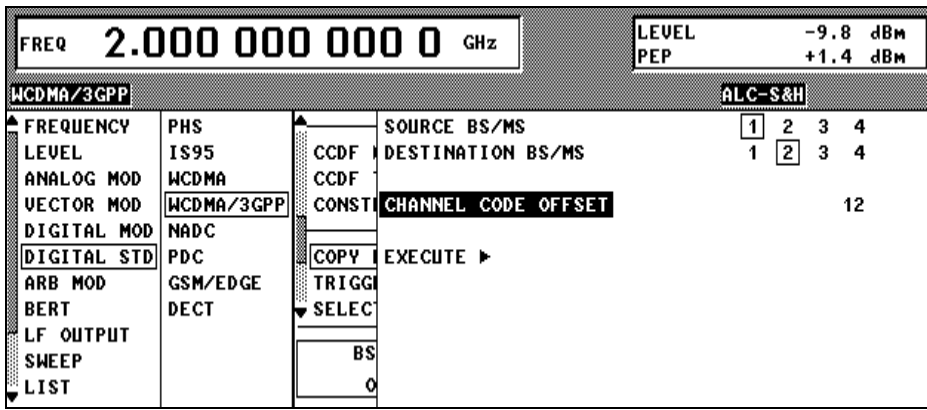 FREQ 2.000 000 000 0 GHz
LEVEL -9.8 dBm
PEP +1.4 dBm
WCDMA/3GPP
ALC-S&H
FREQUENCY
LEVEL
ANALOG MOD
VECTOR MOD
DIGITAL MOD
DIGITAL STD
ARB MOD
BERT
LF OUTPUT
SWEEP
LIST
PHS
IS95
WCDMA
WCDMA/3GPP
NADC
PDC
GSM/EDGE
DECT
CCDF
CCDF
CONST
COPY
TRIGG
SELEC
BS
O
SOURCE BS/MS 1 2 3 4
DESTINATION BS/MS 1 2 3 4
CHANNEL CODE OFFSET 12
EXECUTE